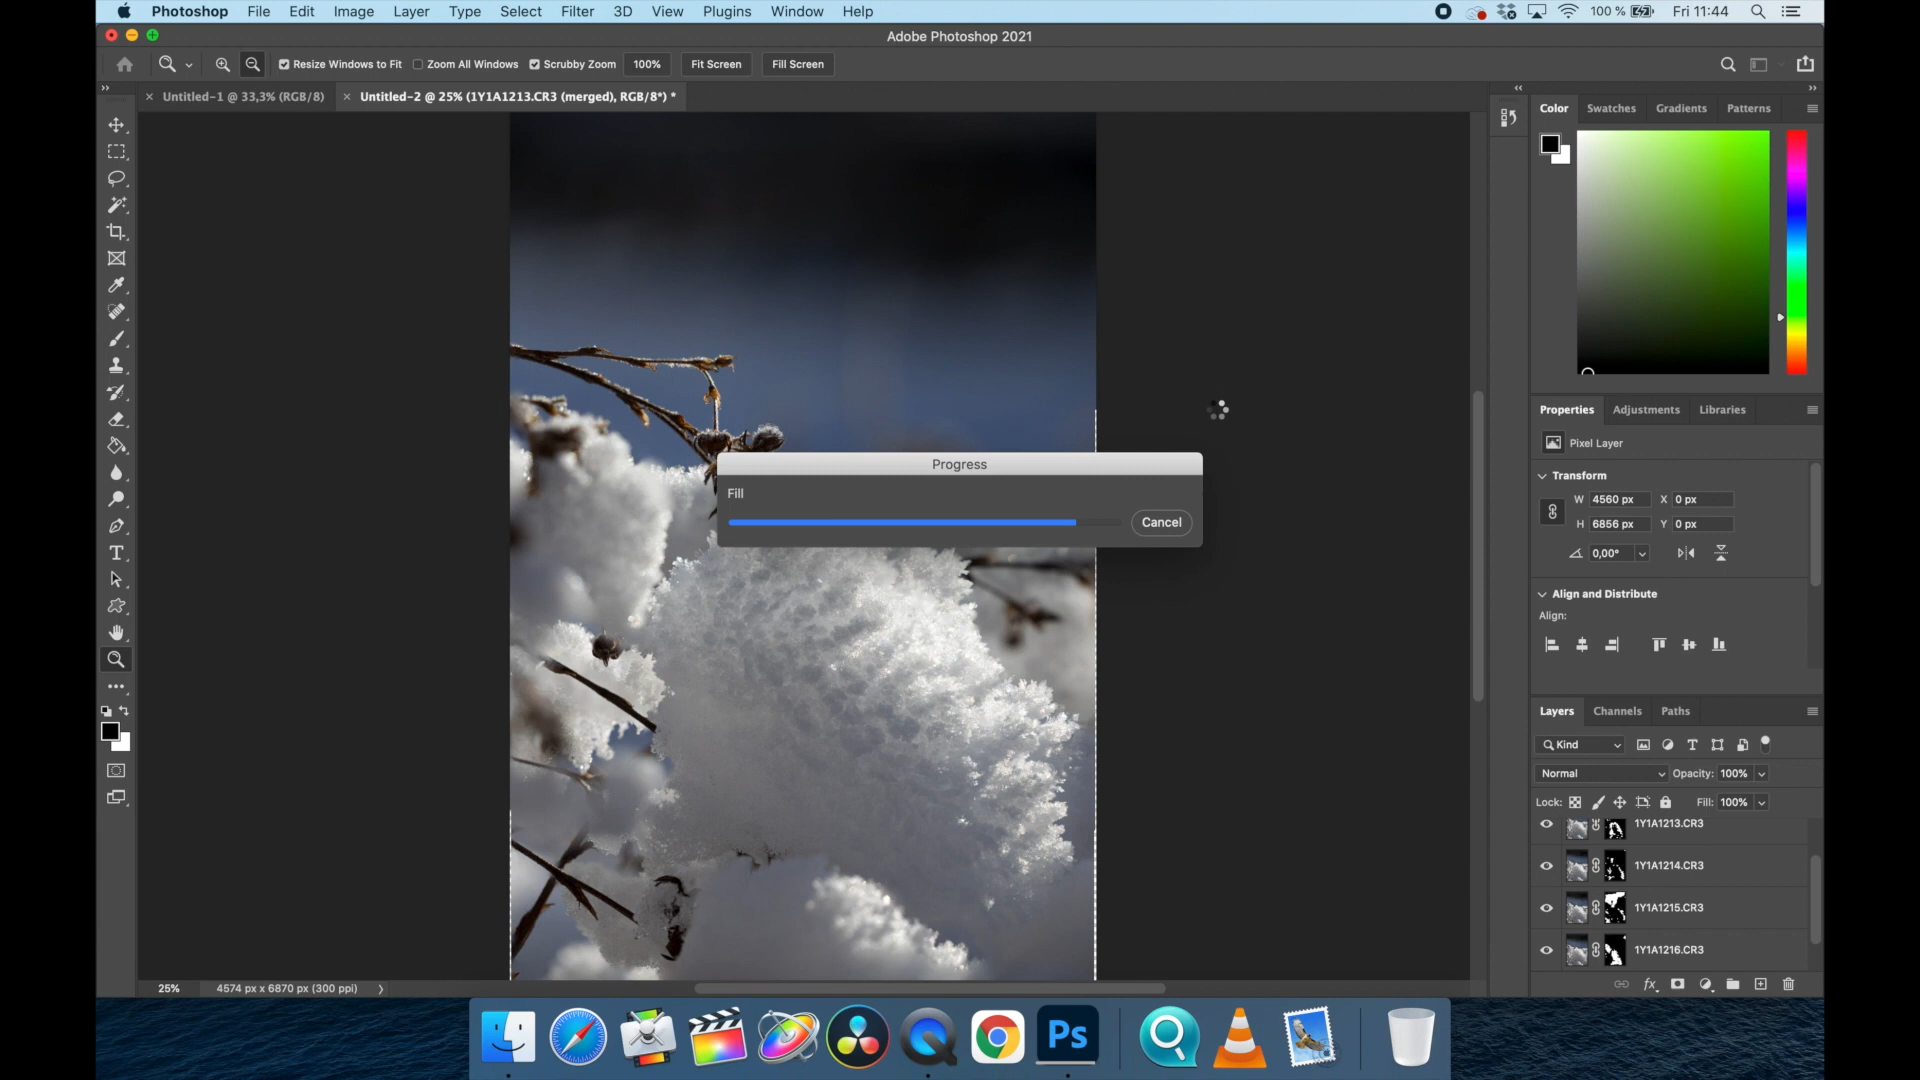 Photoshop File Edit Image Layer Type Select Filter 3D View Plugins Window Help 100 % Fri 11:44
Adobe Photoshop 2021
Resize Windows to Fit Zoom All Windows Scrubby Zoom 100% Fit Screen Fill Screen
Untitled-1 @ 33,3% (RGB/8) Untitled-2 @ 25% (1Y1A1213.CR3 (merged), RGB/8*) *
Color Swatches Gradients Patterns
Properties Adjustments Libraries
Pixel Layer
Transform
W 4560 px X 0 px
H 6856 px Y 0 px
0,00°
Align and Distribute
Align:
Progress
Fill
Cancel
Layers Channels Paths
Kind
Normal Opacity: 100%
Lock: Fill: 100%
1Y1A1213.CR3
1Y1A1214.CR3
1Y1A1215.CR3
1Y1A1216.CR3
fx
25% 4574 px x 6870 px (300 ppi)
Ps